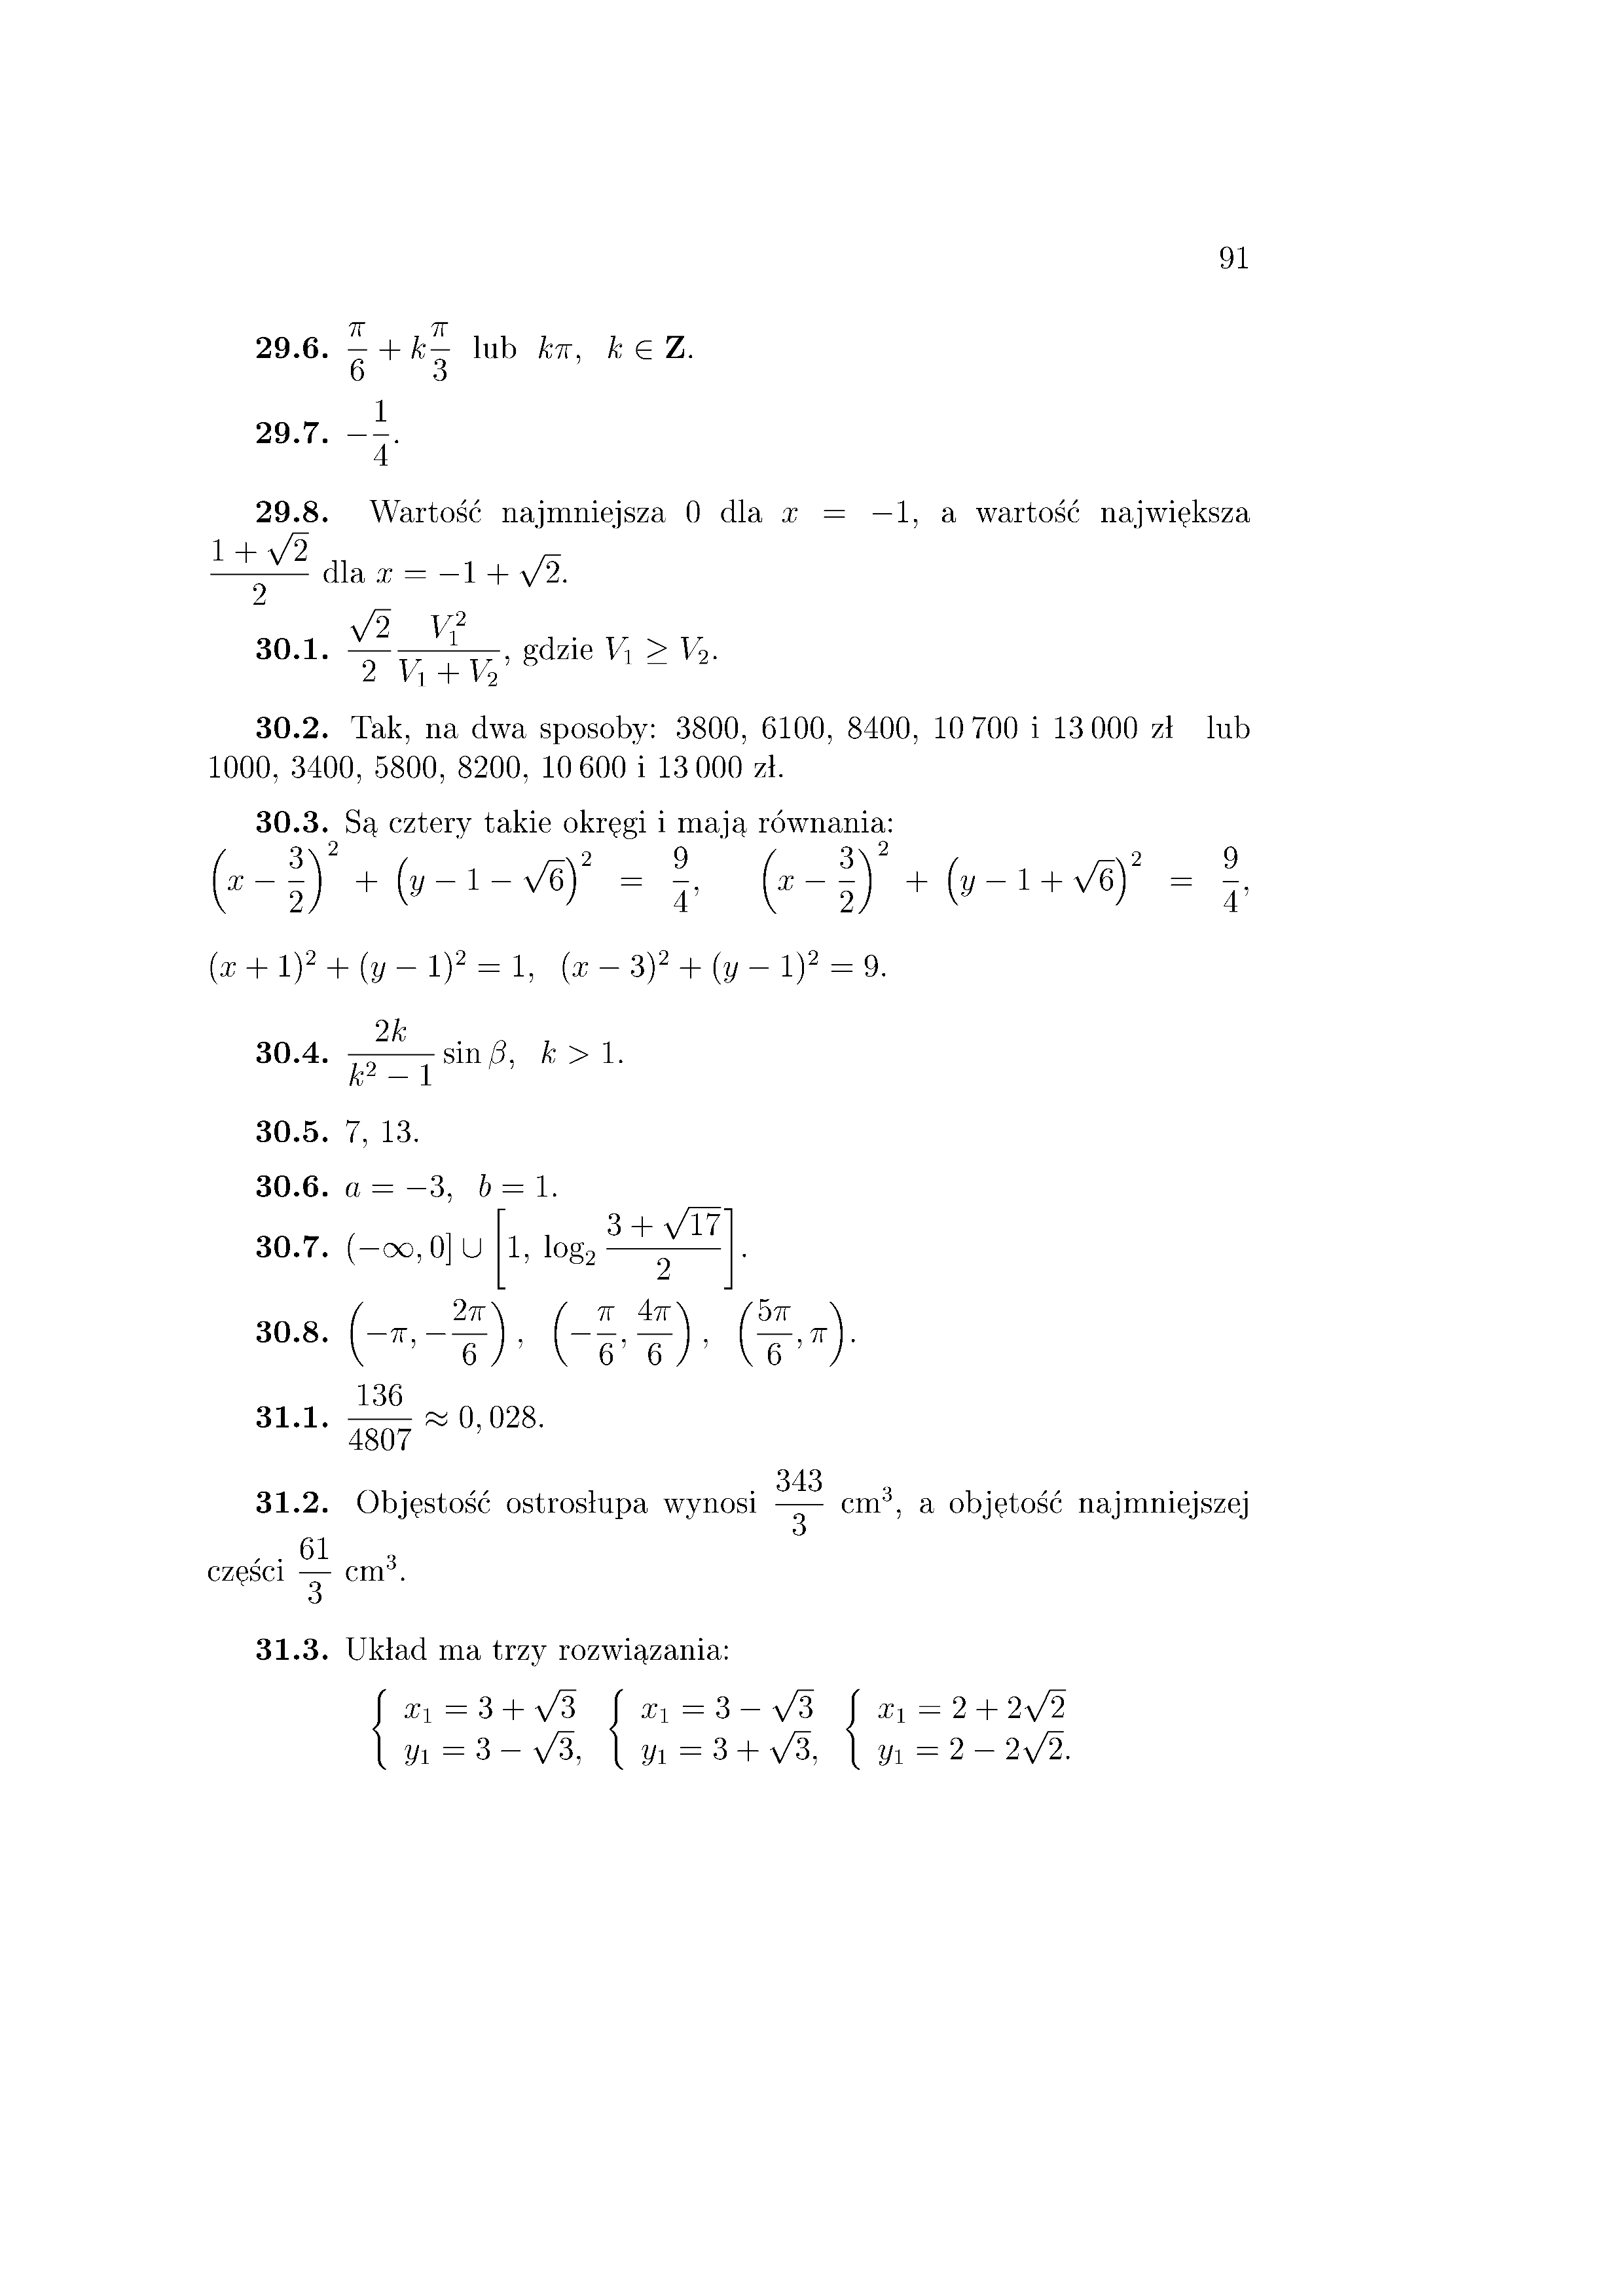 91
29.6. $\frac{\pi}{6} + k\frac{\pi}{3}$ lub $k\pi$, $k \in \mathbf{Z}$.
29.7. $-\frac{1}{4}$.
29.8. Wartość najmniejsza 0 dla $x = -1$, a wartość największa
$\frac{1+\sqrt{2}}{2}$ dla $x = -1 + \sqrt{2}$.
30.1. $\frac{\sqrt{2}}{2}\frac{V_1^2}{V_1+V_2}$, gdzie $V_1 \geq V_2$.
30.2. Tak, na dwa sposoby: 3800, 6100, 8400, 10 700 i 13 000 zł lub
1000, 3400, 5800, 8200, 10 600 i 13 000 zł.
30.3. Są cztery takie okręgi i mają równania:
$\left(x-\frac{3}{2}\right)^2 + \left(y-1-\sqrt{6}\right)^2 = \frac{9}{4}$, $\left(x-\frac{3}{2}\right)^2 + \left(y-1+\sqrt{6}\right)^2 = \frac{9}{4}$,
$(x+1)^2 + (y-1)^2 = 1$, $(x-3)^2 + (y-1)^2 = 9$.
30.4. $\frac{2k}{k^2-1}\sin\beta$, $k > 1$.
30.5. 7, 13.
30.6. $a = -3$, $b = 1$.
30.7. $(-\infty, 0] \cup \left[1, \log_2 \frac{3+\sqrt{17}}{2}\right]$.
30.8. $\left(-\pi, -\frac{2\pi}{6}\right)$, $\left(-\frac{\pi}{6}, \frac{4\pi}{6}\right)$, $\left(\frac{5\pi}{6}, \pi\right)$.
31.1. $\frac{136}{4807} \approx 0,028$.
31.2. Objęstość ostrosłupa wynosi $\frac{343}{3}$ cm$^3$, a objętość najmniejszej
części $\frac{61}{3}$ cm$^3$.
31.3. Układ ma trzy rozwiązania:
$\begin{cases} x_1 = 3+\sqrt{3} \\ y_1 = 3-\sqrt{3}, \end{cases}$ $\begin{cases} x_1 = 3-\sqrt{3} \\ y_1 = 3+\sqrt{3}, \end{cases}$ $\begin{cases} x_1 = 2+2\sqrt{2} \\ y_1 = 2-2\sqrt{2}. \end{cases}$